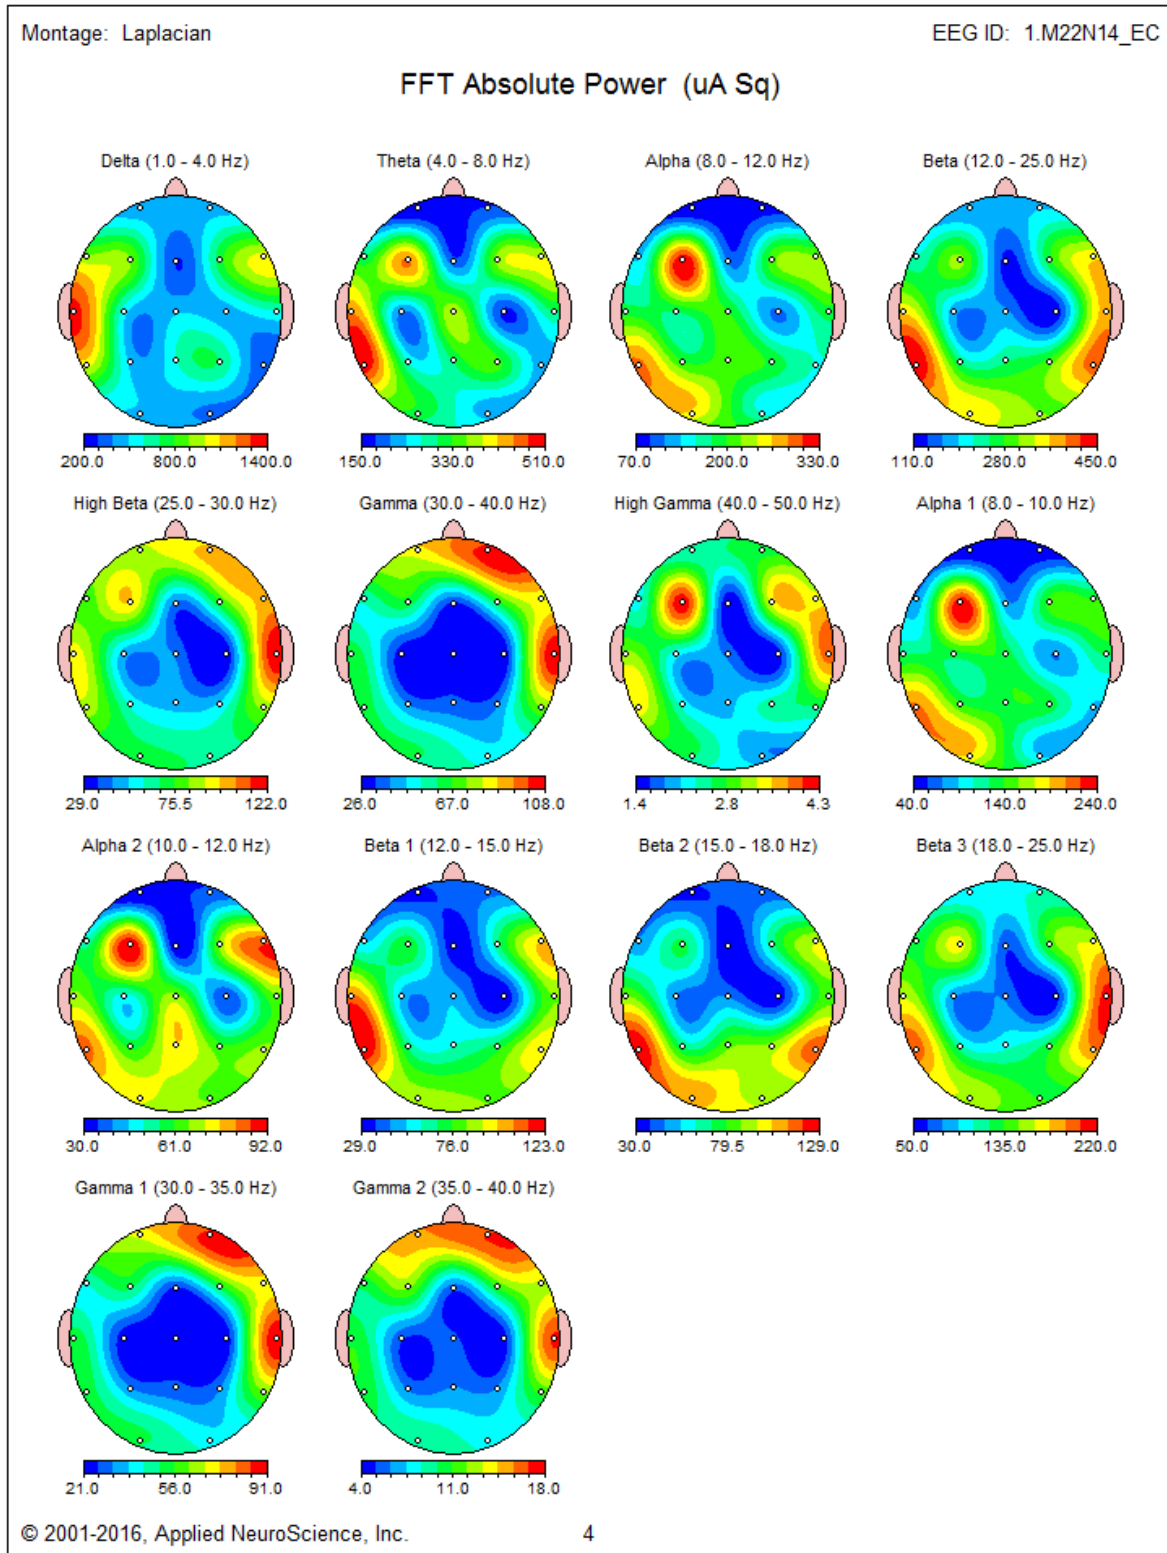 Montage: Laplacian EEG ID: 1.M22N14_EC
FFT Absolute Power (uA Sq)
Delta (1.0 - 4.0 Hz) Theta (4.0 - 8.0 Hz) Alpha (8.0 - 12.0 Hz) Beta (12.0 - 25.0 Hz)
200.0 800.0 1400.0 150.0 330.0 510.0 70.0 200.0 330.0 110.0 280.0 450.0
High Beta (25.0 - 30.0 Hz) Gamma (30.0 - 40.0 Hz) High Gamma (40.0 - 50.0 Hz) Alpha 1 (8.0 - 10.0 Hz)
29.0 75.5 122.0 26.0 67.0 108.0 1.4 2.8 4.3 40.0 140.0 240.0
Alpha 2 (10.0 - 12.0 Hz) Beta 1 (12.0 - 15.0 Hz) Beta 2 (15.0 - 18.0 Hz) Beta 3 (18.0 - 25.0 Hz)
30.0 61.0 92.0 29.0 76.0 123.0 30.0 79.5 129.0 50.0 135.0 220.0
Gamma 1 (30.0 - 35.0 Hz) Gamma 2 (35.0 - 40.0 Hz)
21.0 56.0 91.0 4.0 11.0 18.0
© 2001-2016, Applied NeuroScience, Inc. 4